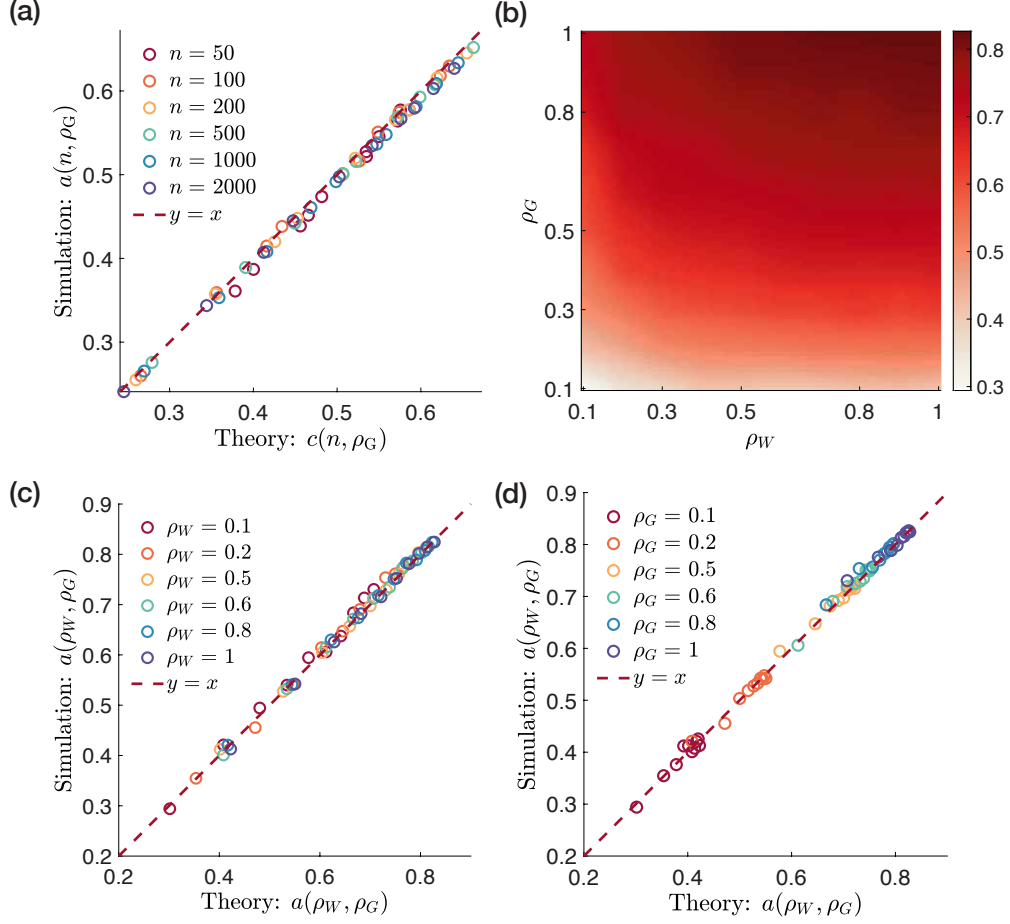 (a)
Simulation: a(n, ρG)
0.6
0.5
0.4
0.3
n = 50
n = 100
n = 200
n = 500
n = 1000
n = 2000
y = x
0.3
0.4
0.5
0.6
Theory: c(n, ρG)
(b)
ρG
1
0.8
0.5
0.3
0.1
0.1
0.3
0.5
0.8
1
ρW
0.8
0.7
0.6
0.5
0.4
0.3
(c)
Simulation: a(ρW, ρG)
0.9
0.8
0.7
0.6
0.5
0.4
0.3
0.2
ρW = 0.1
ρW = 0.2
ρW = 0.5
ρW = 0.6
ρW = 0.8
ρW = 1
y = x
0.2
0.4
0.6
0.8
Theory: a(ρW, ρG)
(d)
Simulation: a(ρW, ρG)
0.9
0.8
0.7
0.6
0.5
0.4
0.3
0.2
ρG = 0.1
ρG = 0.2
ρG = 0.5
ρG = 0.6
ρG = 0.8
ρG = 1
y = x
0.2
0.4
0.6
0.8
Theory: a(ρW, ρG)